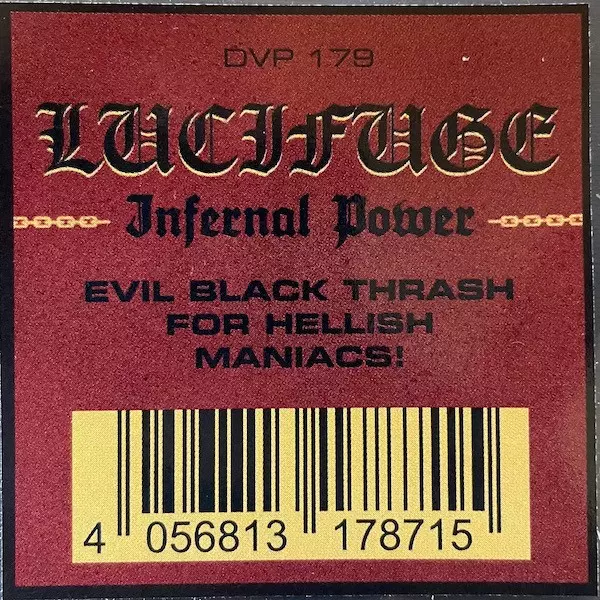 DVP 179
LUCIFUGE
Infernal Power
EVIL BLACK THRASH
FOR HELLISH
MANIACS!
4 056813 178715